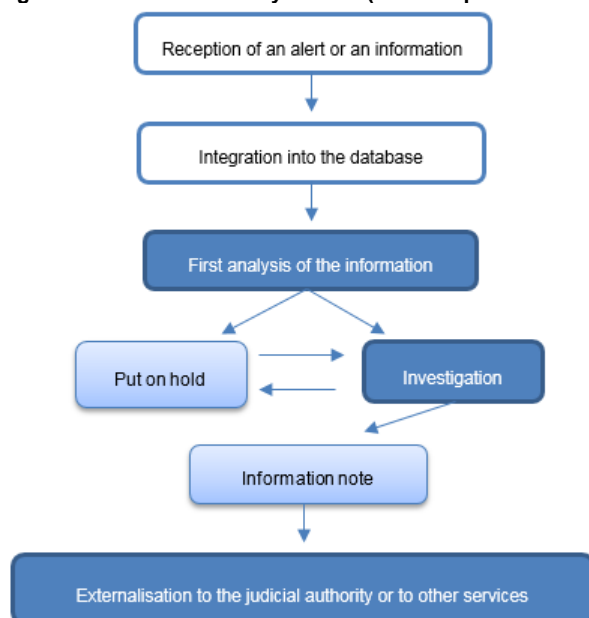 Reception of an alert or an information
Integration into the database
First analysis of the information
Put on hold
Investigation
Information note
Externalisation to the judicial authority or to other services